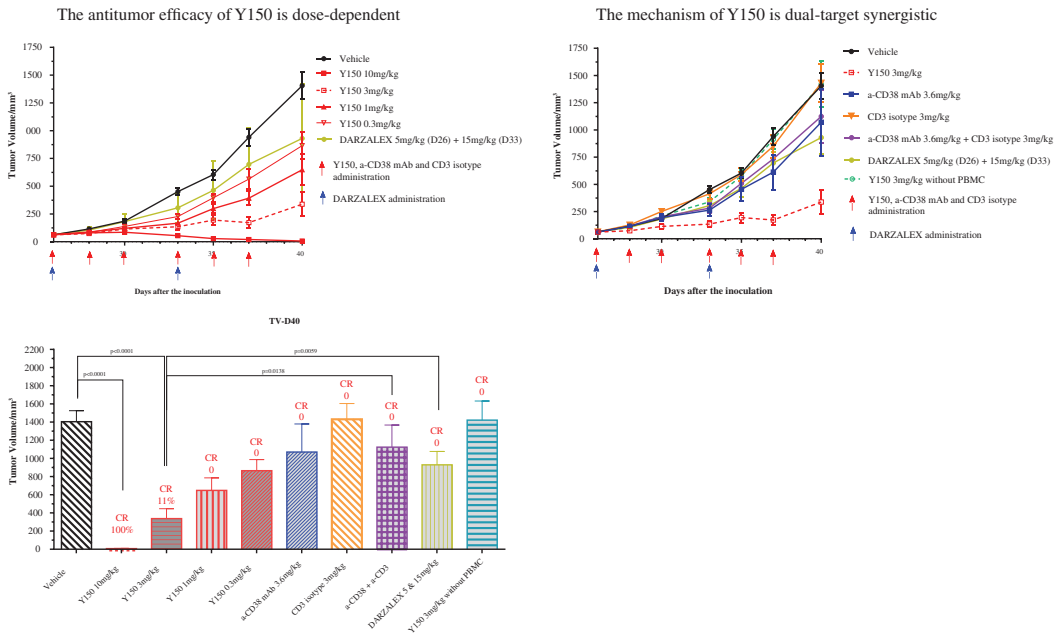 The antitumor efficacy of Y150 is dose-dependent
1750
1500
1250
000
750
500
250
0
40
Tumor Volume/mm³
Days after the inoculation
Vehicle
Y150 10mg/kg
Y150 3mg/kg
Y150 1mg/kg
Y150 0.3mg/kg
DARZALEX 5mg/kg (D26) + 15mg/kg (D33)
Y150, a-CD38 mAb and CD3 isotype
administration
DARZALEX administration
The mechanism of Y150 is dual-target synergistic
1750
1500
1250
1000
750
500
250
0
40
Tumor Volume/mm³
Days after the inoculation
Vehicle
Y150 3mg/kg
a-CD38 mAb 3.6mg/kg
CD3 isotype 3mg/kg
a-CD38 mAb 3.6mg/kg + CD3 isotype 3mg/kg
DARZALEX 5mg/kg (D26) + 15mg/kg (D33)
Y150 3mg/kg without PBMC
Y150, a-CD38 mAb and CD3 isotype
administration
DARZALEX administration
TV-D40
2200
2000
1800
1600
1400
1200
1000
800
600
400
200
0
Tumor Volume/mm³
p<0.0001
p<0.0001
p=0.0059
p=0.0138
CR
100%
CR
11%
CR
0
CR
0
CR
0
CR
0
CR
0
CR
0
CR
0
Vehicle
Y150 10mg/kg
Y150 3mg/kg
Y150 1mg/kg
Y150 0.3mg/kg
a-CD38 mAb 3.6mg/kg
CD3 isotype 3mg/kg
a-CD38 + a-CD3
DARZALEX 5 & 15mg/kg
Y150 3mg/kg without PBMC